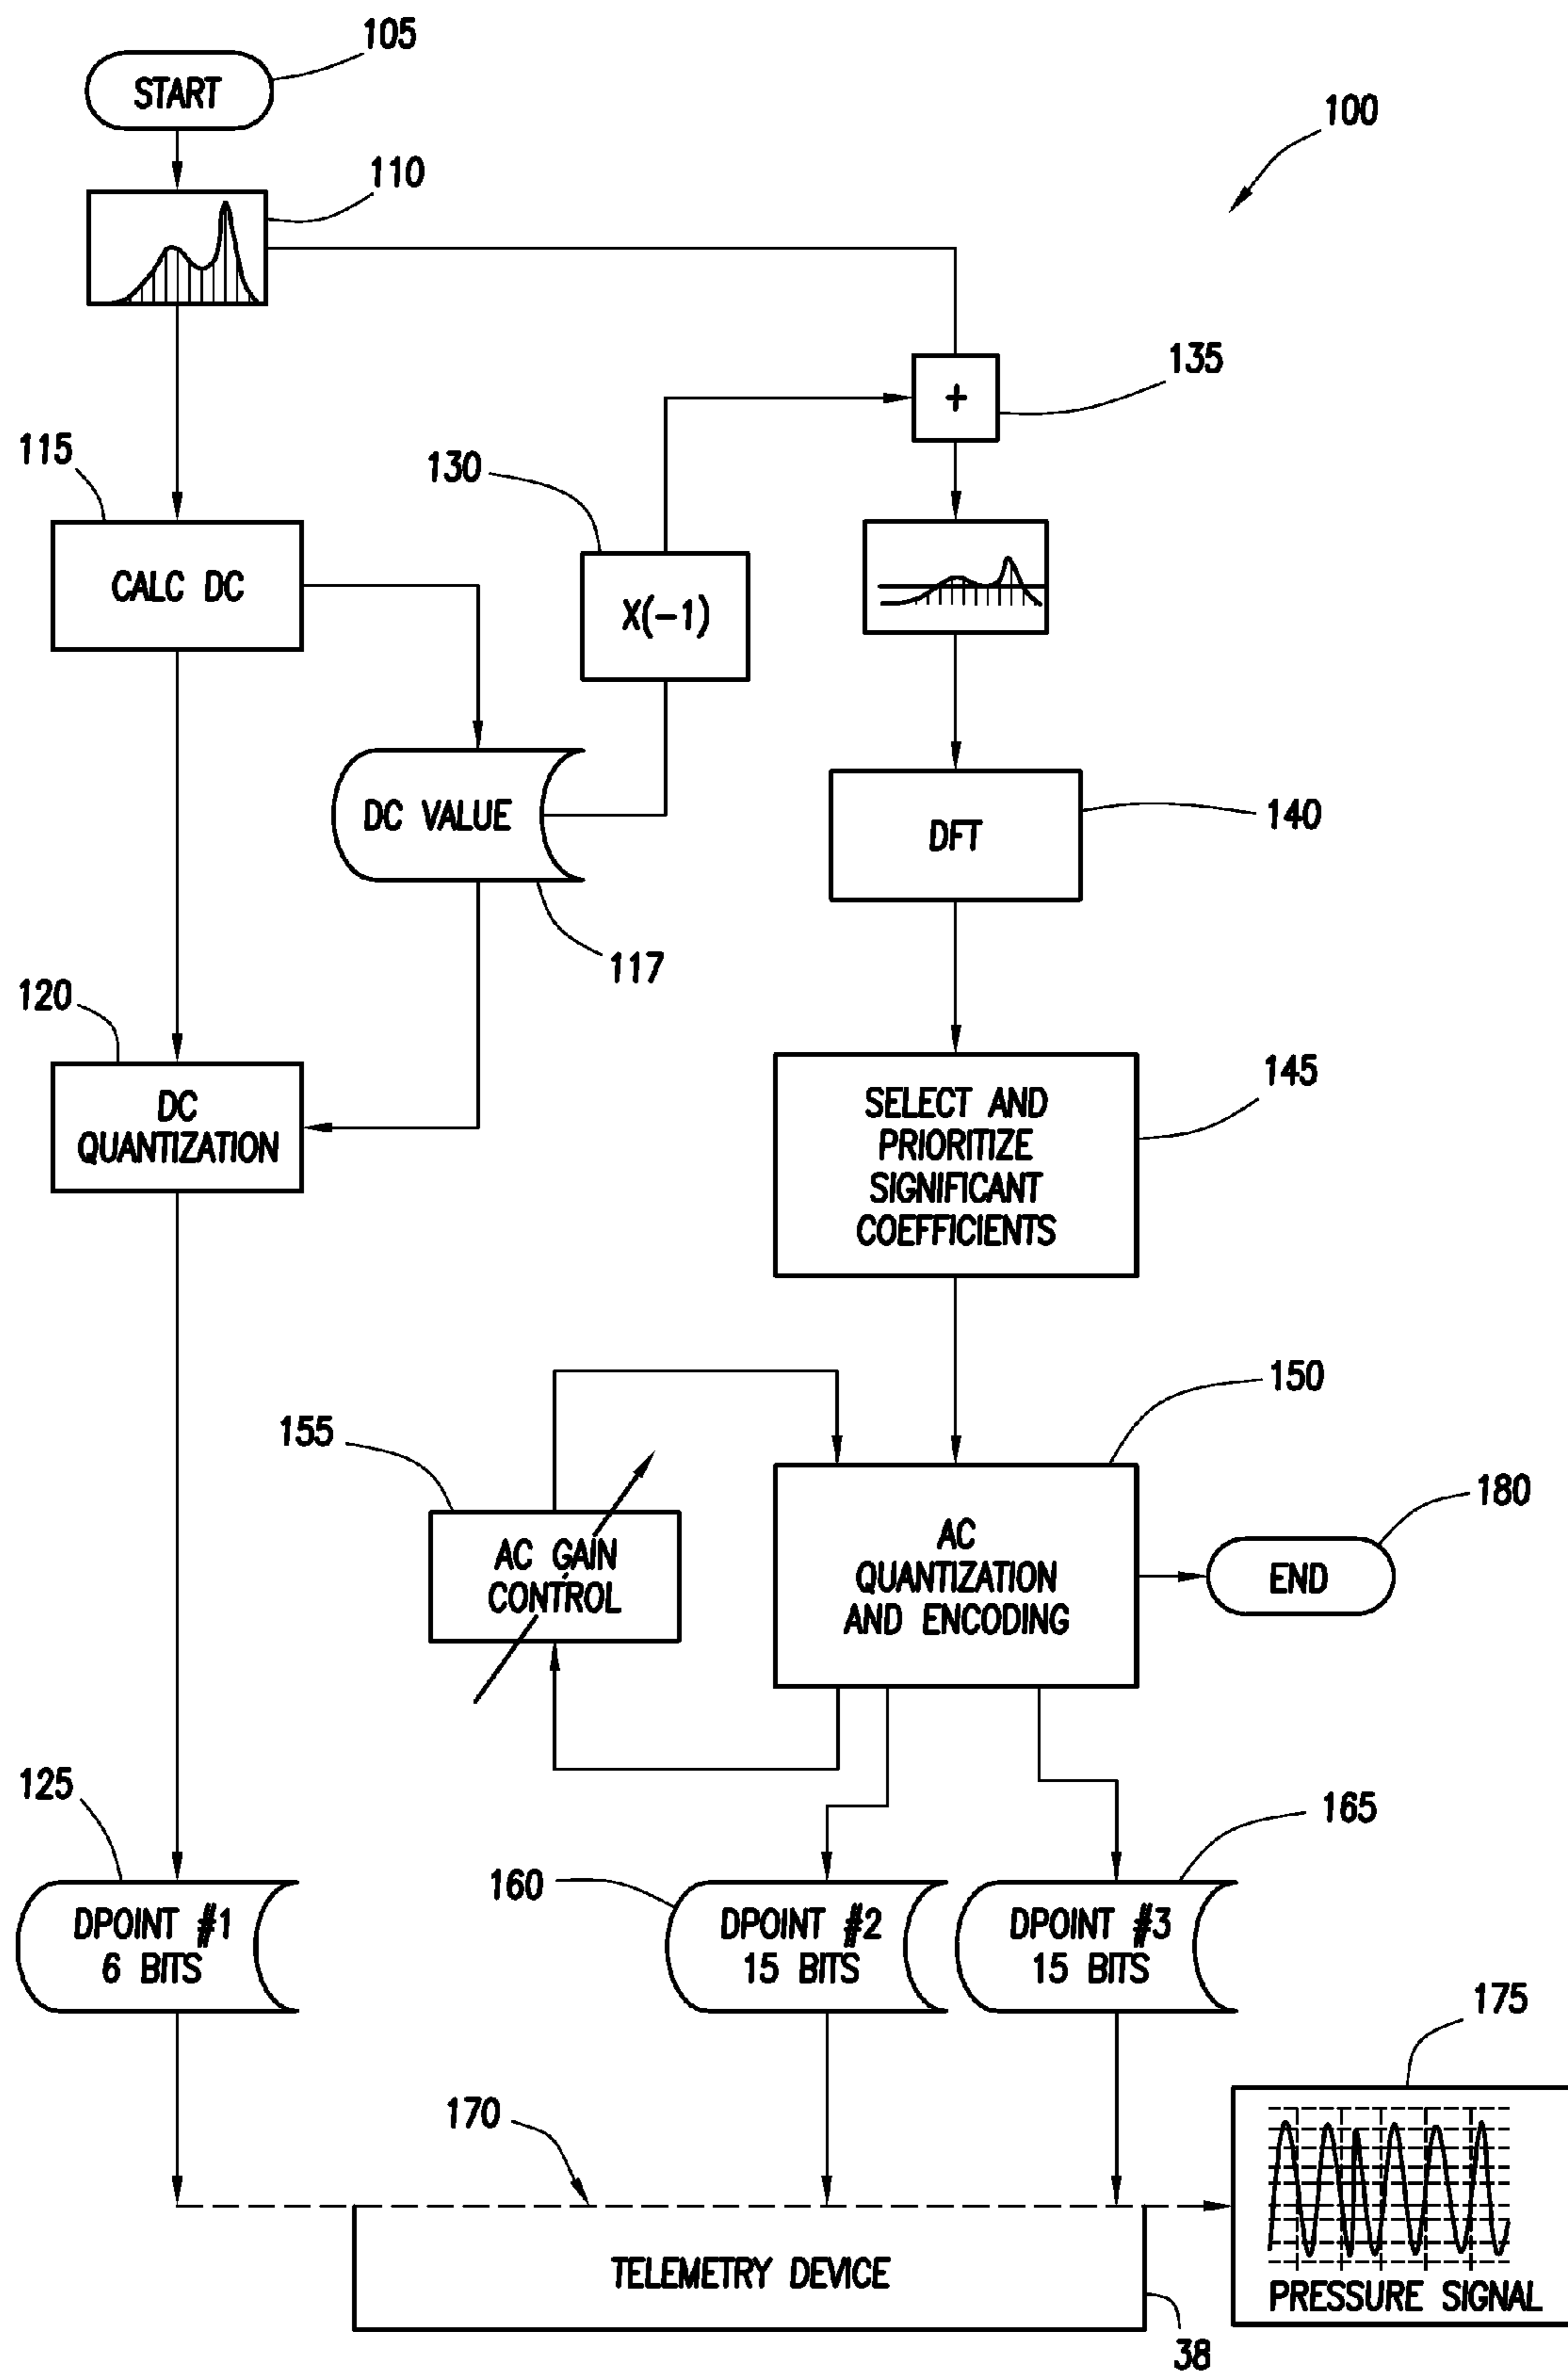 105
START
100
110
135
+
115
130
CALC DC
X(-1)
DC VALUE
140
DFT
117
120
145
DC
QUANTIZATION
SELECT AND
PRIORITIZE
SIGNIFICANT
COEFFICIENTS
150
155
180
AC GAIN
CONTROL
AC
QUANTIZATION
AND ENCODING
END
125
165
160
DPOINT #1
6 BITS
DPOINT #2
15 BITS
DPOINT #3
15 BITS
175
170
TELEMETRY DEVICE
PRESSURE SIGNAL
38